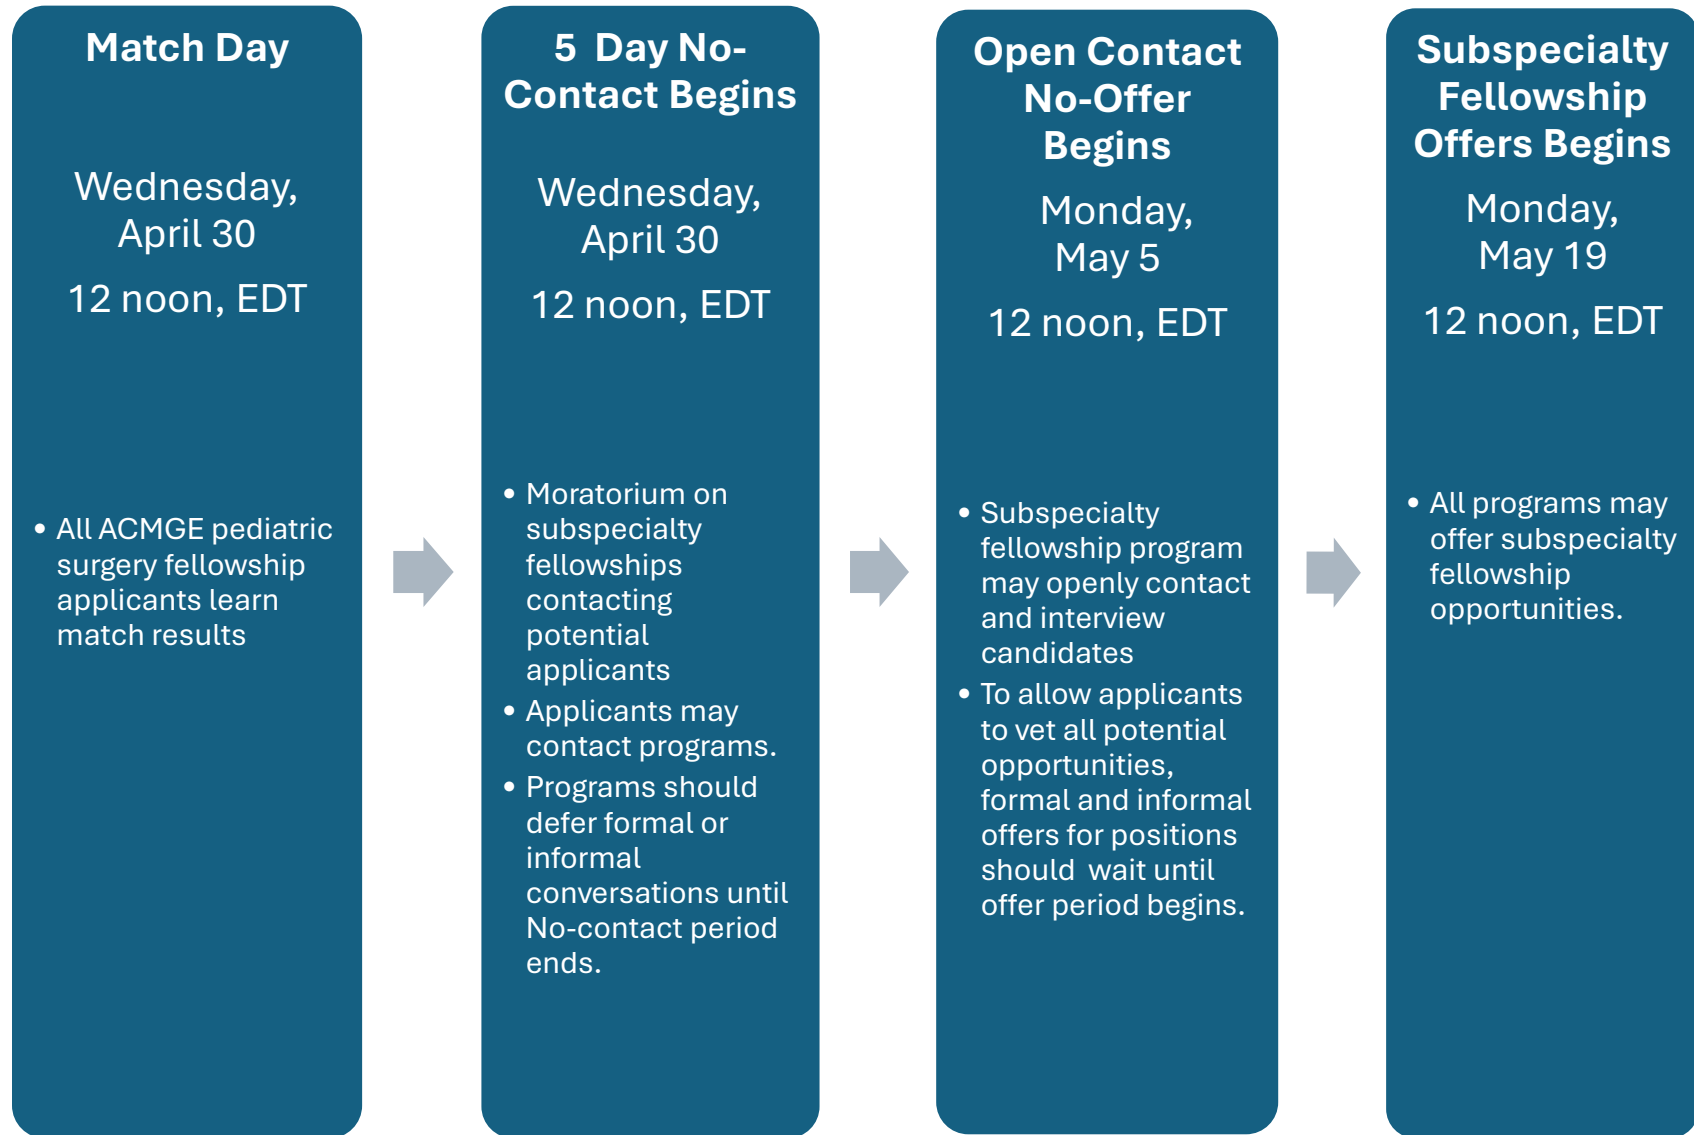 Match Day
Wednesday,
April 30
12 noon, EDT
• All ACMGE pediatric
surgery fellowship
applicants learn
match results
5 Day No-
Contact Begins
Wednesday,
April 30
12 noon, EDT
• Moratorium on
subspecialty
fellowships
contacting
potential
applicants
• Applicants may
contact programs.
• Programs should
defer formal or
informal
conversations until
No-contact period
ends.
Open Contact
No-Offer
Begins
Monday,
May 5
12 noon, EDT
• Subspecialty
fellowship program
may openly contact
and interview
candidates
• To allow applicants
to vet all potential
opportunities,
formal and informal
offers for positions
should wait until
offer period begins.
Subspecialty
Fellowship
Offers Begins
Monday,
May 19
12 noon, EDT
• All programs may
offer subspecialty
fellowship
opportunities.